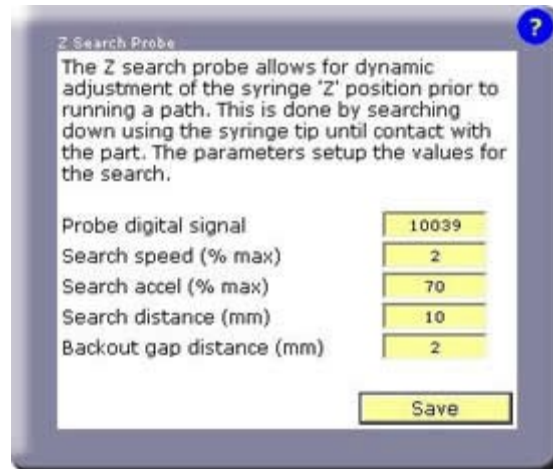 ?
Z Search Probe
The Z search probe allows for dynamic
adjustment of the syringe 'Z' position prior to
running a path. This is done by searching
down using the syringe tip until contact with
the part. The parameters setup the values for
the search.
Probe digital signal 10039
Search speed (% max) 2
Search accel (% max) 70
Search distance (mm) 10
Backout gap distance (mm) 2
Save